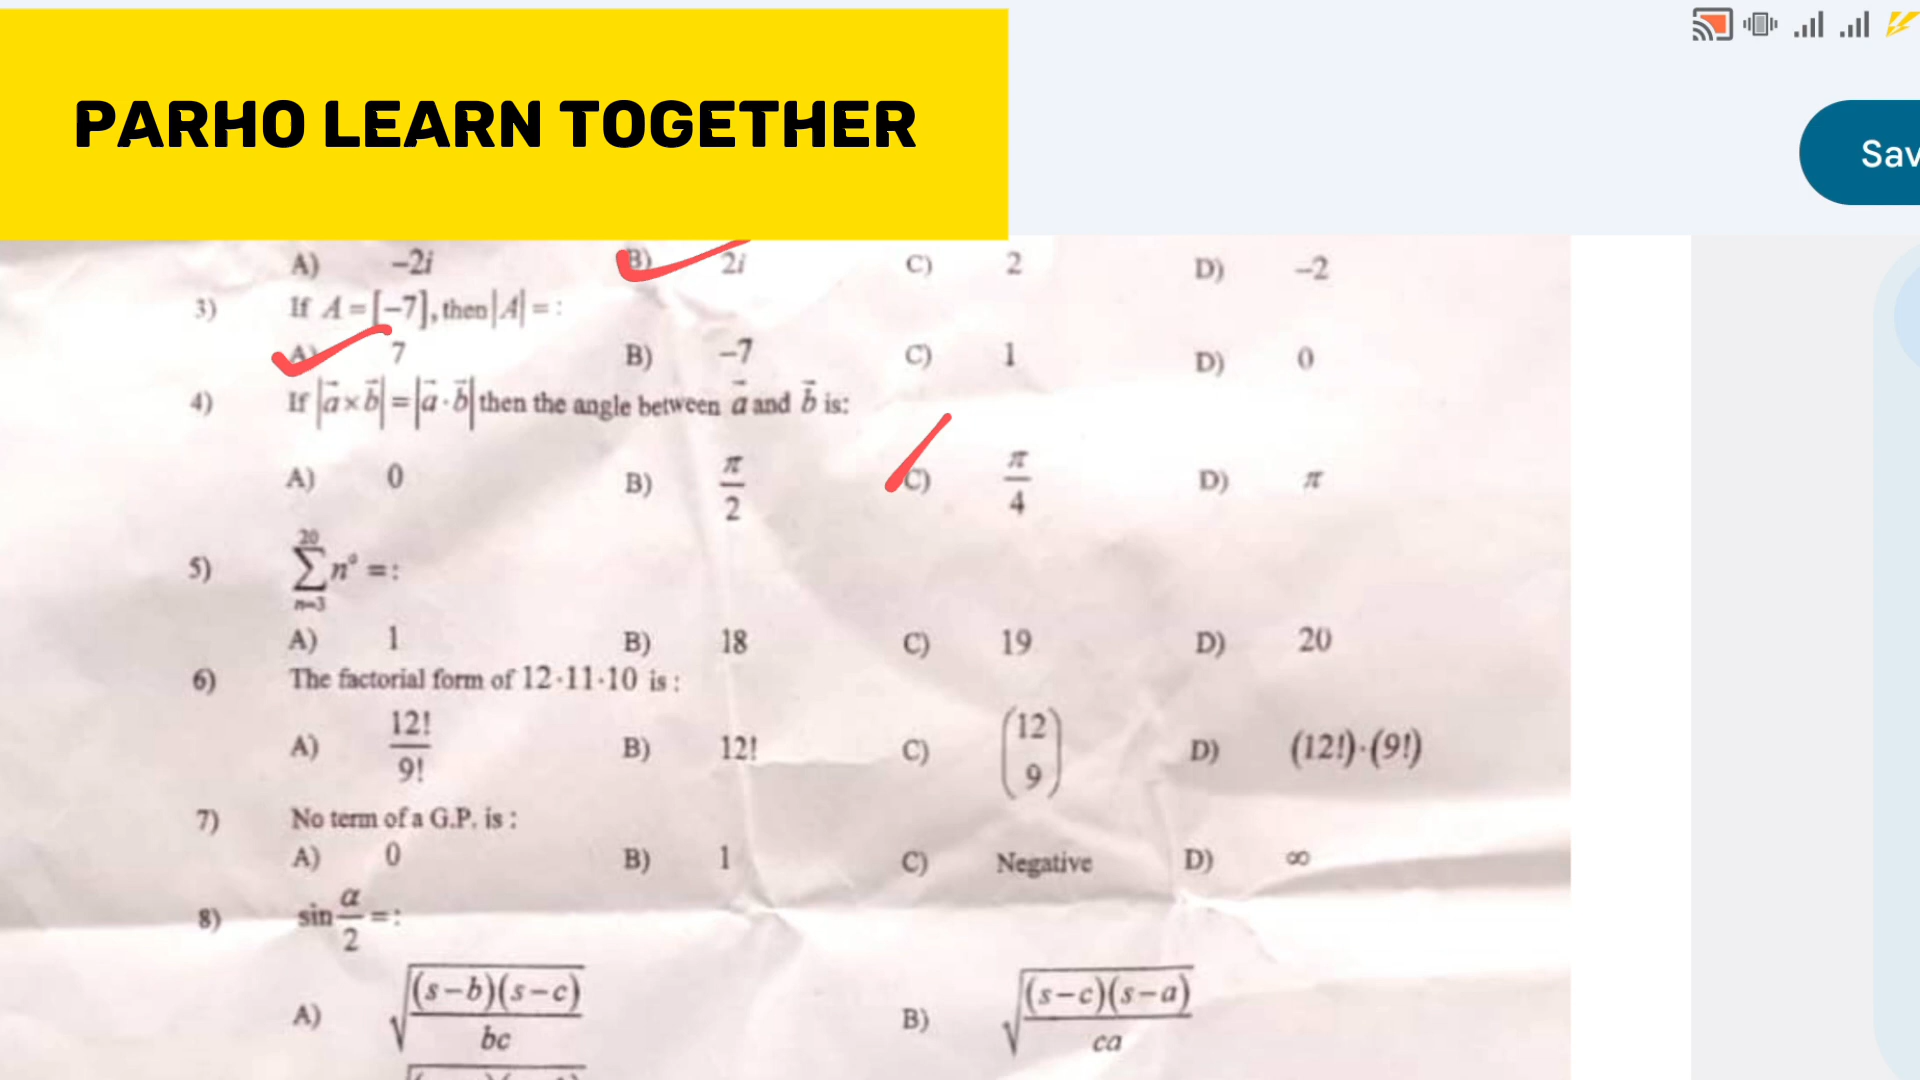 PARHO LEARN TOGETHER
Sav
A) −2i B) 2i C) 2 D) −2
3) If A = [−7], then |A| = :
A) 7 B) −7 C) 1 D) 0
4) If |a⃗ × b⃗| = |a⃗ · b⃗| then the angle between a⃗ and b⃗ is:
A) 0 B) π/2 C) π/4 D) π
5) ∑_{n=3}^{20} n⁰ = :
A) 1 B) 18 C) 19 D) 20
6) The factorial form of 12·11·10 is :
A) 12!/9! B) 12! C) (12 9) D) (12!)·(9!)
7) No term of a G.P. is :
A) 0 B) 1 C) Negative D) ∞
8) sin α/2 = :
A) √((s−b)(s−c)/bc) B) √((s−c)(s−a)/ca)